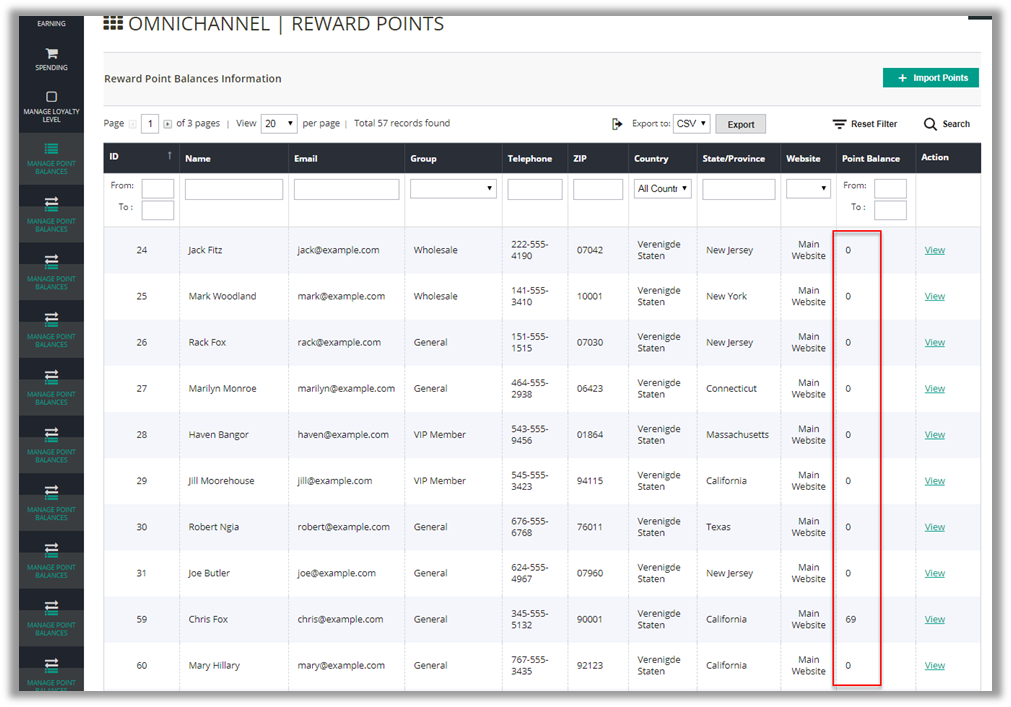 EARNING
SPENDING
MANAGE LOYALTY
LEVEL
MANAGE POINT
BALANCES
MANAGE POINT
BALANCES
MANAGE POINT
BALANCES
MANAGE POINT
BALANCES
MANAGE POINT
BALANCES
MANAGE POINT
BALANCES
MANAGE POINT
BALANCES
MANAGE POINT
BALANCES
MANAGE POINT
BALANCES
MANAGE POINT
BALANCES
OMNICHANNEL | REWARD POINTS
Reward Point Balances Information
+ Import Points
Page 1 of 3 pages | View 20 per page | Total 57 records found
Export to: CSV Export Reset Filter Search
ID ↑ Name Email Group Telephone ZIP Country State/Province Website Point Balance Action
From: All Countr From:
To : To :
24 Jack Fitz jack@example.com Wholesale 222-555-4190 07042 Verenigde Staten New Jersey Main Website 0 View
25 Mark Woodland mark@example.com Wholesale 141-555-3410 10001 Verenigde Staten New York Main Website 0 View
26 Rack Fox rack@example.com General 151-555-1515 07030 Verenigde Staten New Jersey Main Website 0 View
27 Marilyn Monroe marilyn@example.com General 464-555-2938 06423 Verenigde Staten Connecticut Main Website 0 View
28 Haven Bangor haven@example.com VIP Member 543-555-9456 01864 Verenigde Staten Massachusetts Main Website 0 View
29 Jill Moorehouse jill@example.com VIP Member 545-555-3423 94115 Verenigde Staten California Main Website 0 View
30 Robert Ngia robert@example.com General 676-555-6768 76011 Verenigde Staten Texas Main Website 0 View
31 Joe Butler joe@example.com General 624-555-4967 07960 Verenigde Staten New Jersey Main Website 0 View
59 Chris Fox chris@example.com General 345-555-5132 90001 Verenigde Staten California Main Website 69 View
60 Mary Hillary mary@example.com General 767-555-3435 92123 Verenigde Staten California Main Website 0 View